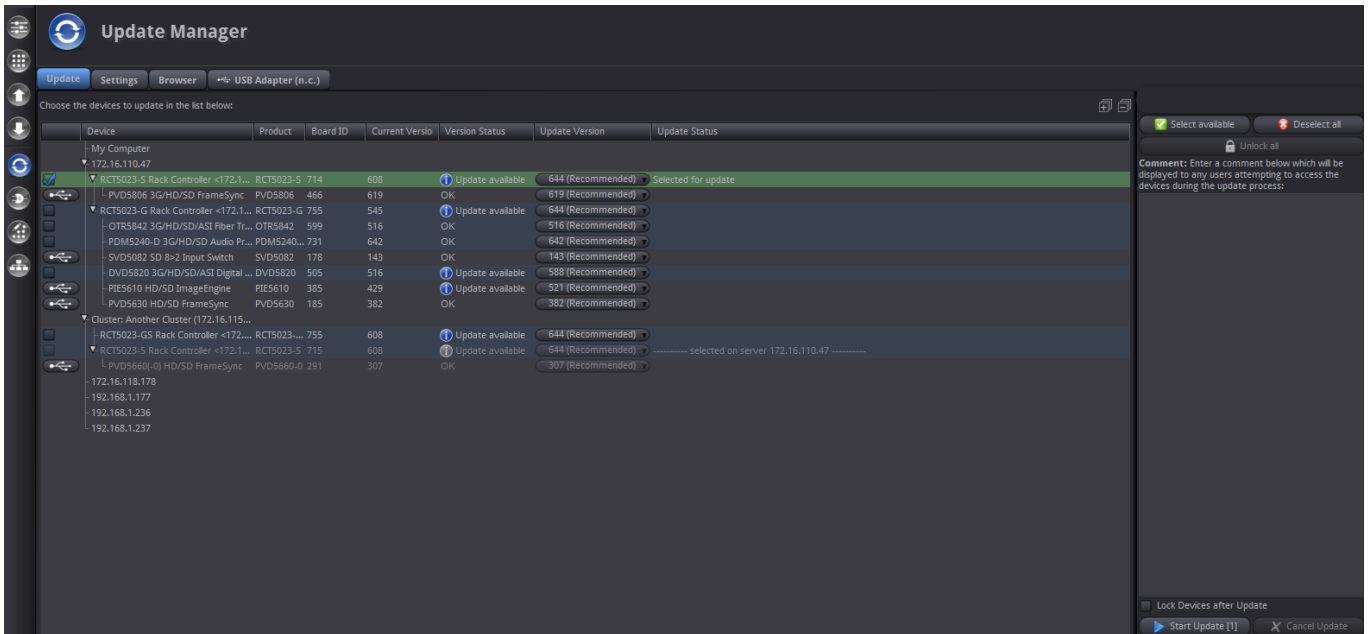 Update Manager
Update Settings Browser USB Adapter (n.c.)
Choose the devices to update in the list below:
Device Product Board ID Current Versio Version Status Update Version Update Status
My Computer
172.16.110.47
RCT5023-S Rack Controller <172.1... RCT5023-S 714 608 Update available 644 (Recommended) Selected for update
PVD5806 3G/HD/SD FrameSync PVD5806 466 619 OK 619 (Recommended)
RCT5023-G Rack Controller <172.1... RCT5023-G 755 545 Update available 644 (Recommended)
OTR5842 3G/HD/SD/ASI Fiber Tr... OTR5842 599 516 OK 516 (Recommended)
PDM5240-D 3G/HD/SD Audio Pr... PDM5240... 731 642 OK 642 (Recommended)
SVD5082 SD 8>2 Input Switch SVD5082 178 143 OK 143 (Recommended)
DVD5820 3G/HD/SD/ASI Digital ... DVD5820 505 516 Update available 588 (Recommended)
PIE5610 HD/SD ImageEngine PIE5610 385 429 Update available 521 (Recommended)
PVD5630 HD/SD FrameSync PVD5630 185 382 OK 382 (Recommended)
Cluster: Another Cluster (172.16.115...
RCT5023-GS Rack Controller <172.... RCT5023-... 755 608 Update available 644 (Recommended)
RCT5023-S Rack Controller <172.1... RCT5023-S 715 608 Update available 644 (Recommended) ---------- selected on server 172.16.110.47 ----------
PVD5660(-0) HD/SD FrameSync PVD5660-0 291 307 OK 307 (Recommended)
172.16.118.178
192.168.1.177
192.168.1.236
192.168.1.237
Select available Deselect all
Unlock all
Comment: Enter a comment below which will be
displayed to any users attempting to access the
devices during the update process:
Lock Devices after Update
Start Update [1] Cancel Update